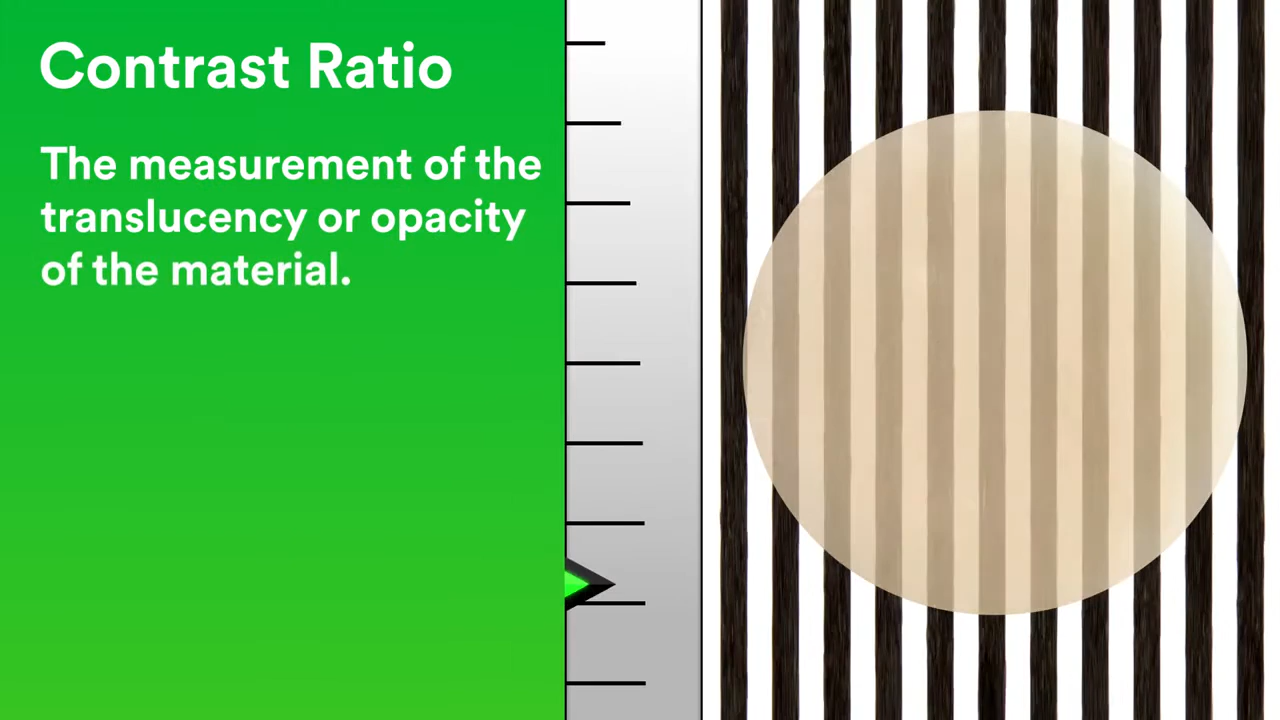 Contrast Ratio
The measurement of the
translucency or opacity
of the material.